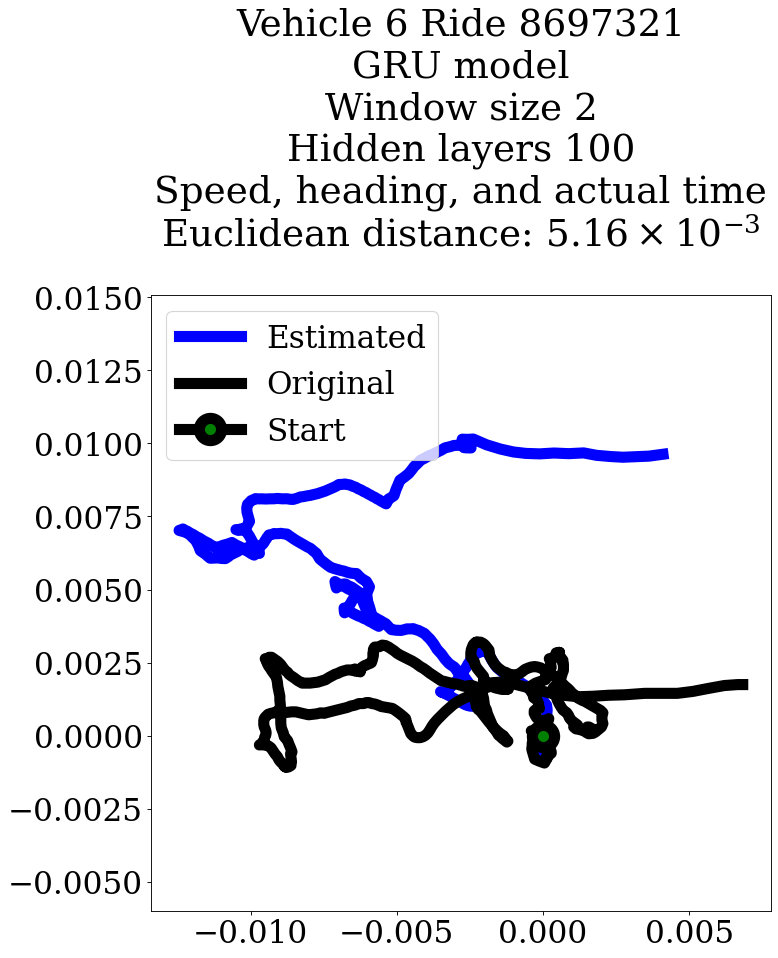 Vehicle 6 Ride 8697321
GRU model
Window size 2
Hidden layers 100
Speed, heading, and actual time
Euclidean distance: 5.16 × 10⁻³
0.0150
0.0125
0.0100
0.0075
0.0050
0.0025
0.0000
−0.0025
−0.0050
Estimated
Original
Start
−0.010 −0.005 0.000 0.005